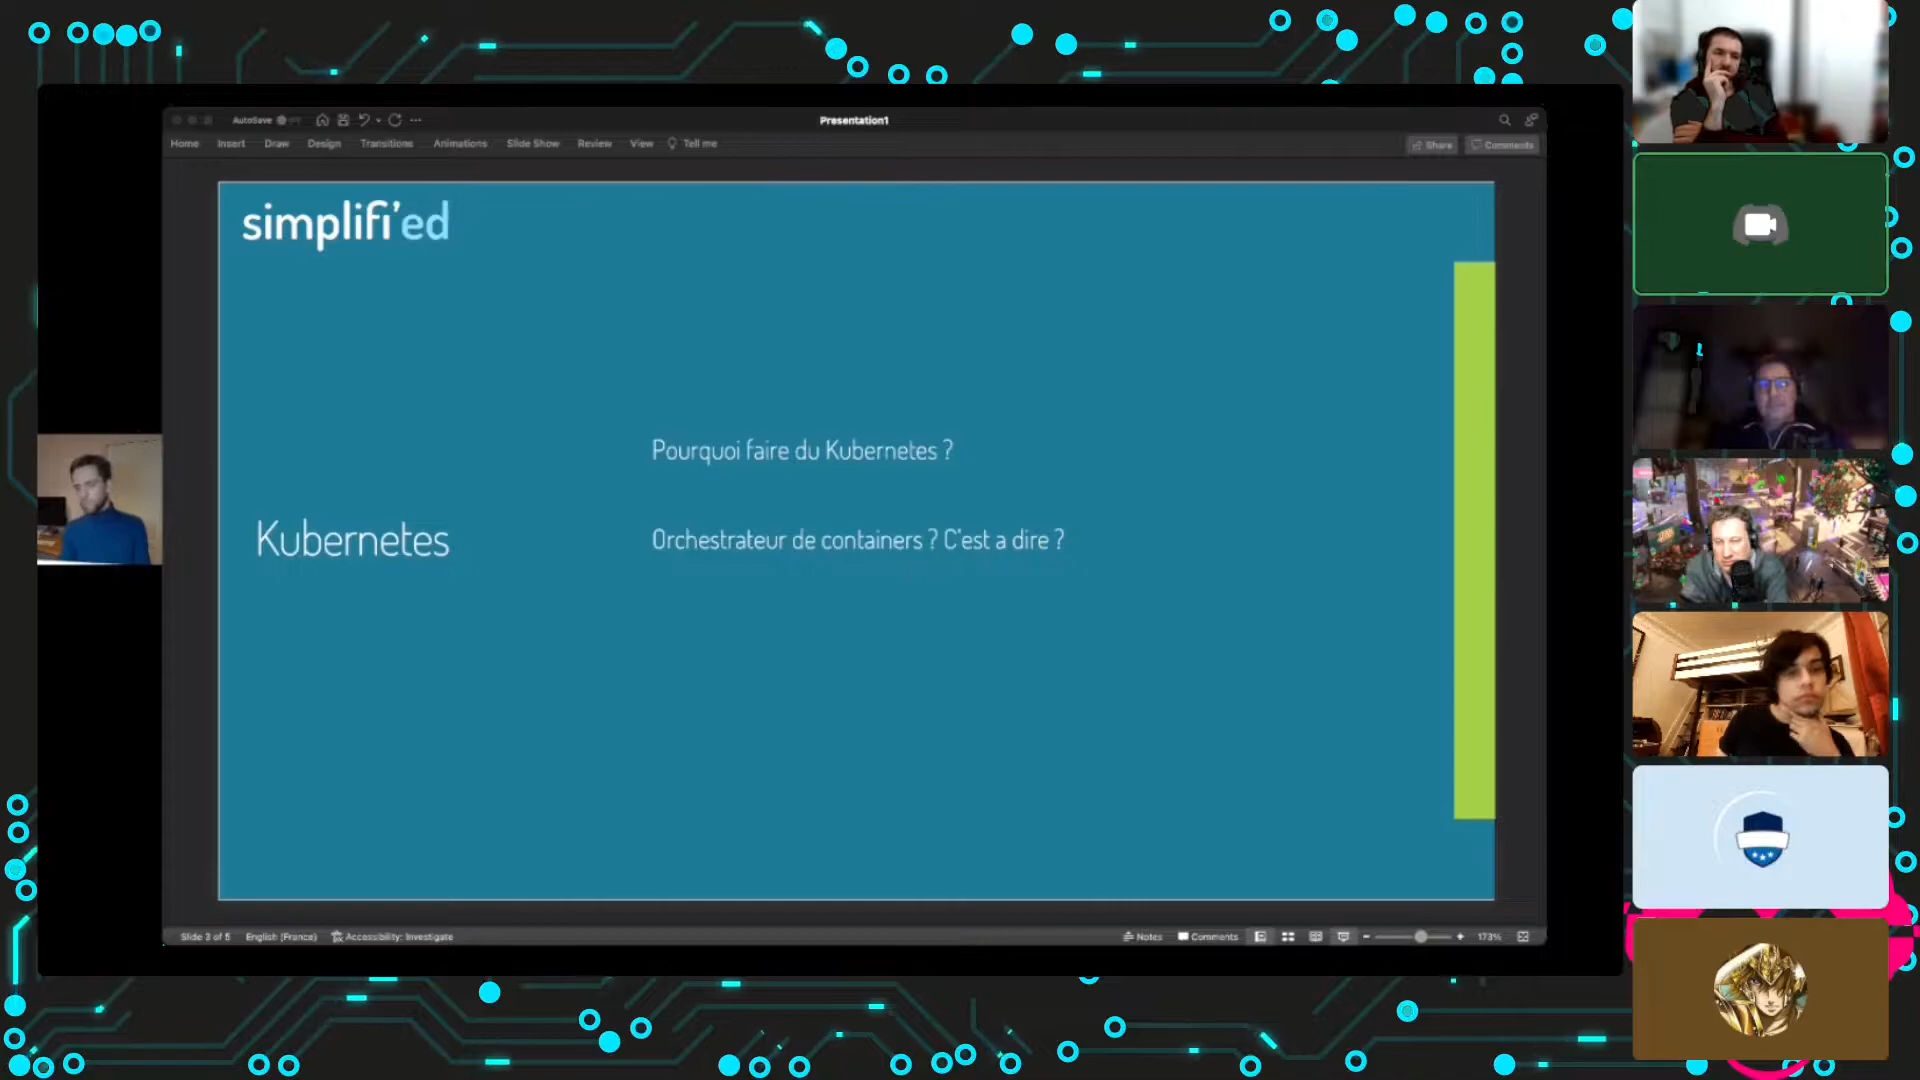 AutoSave
Presentation1
Home Insert Draw Design Transitions Animations Slide Show Review View Tell me
Share Comments
simplifi'ed
Pourquoi faire du Kubernetes ?
Kubernetes
Orchestrateur de containers ? C'est a dire ?
Slide 3 of 5 English (France) Accessibility: Investigate
Notes Comments 173%